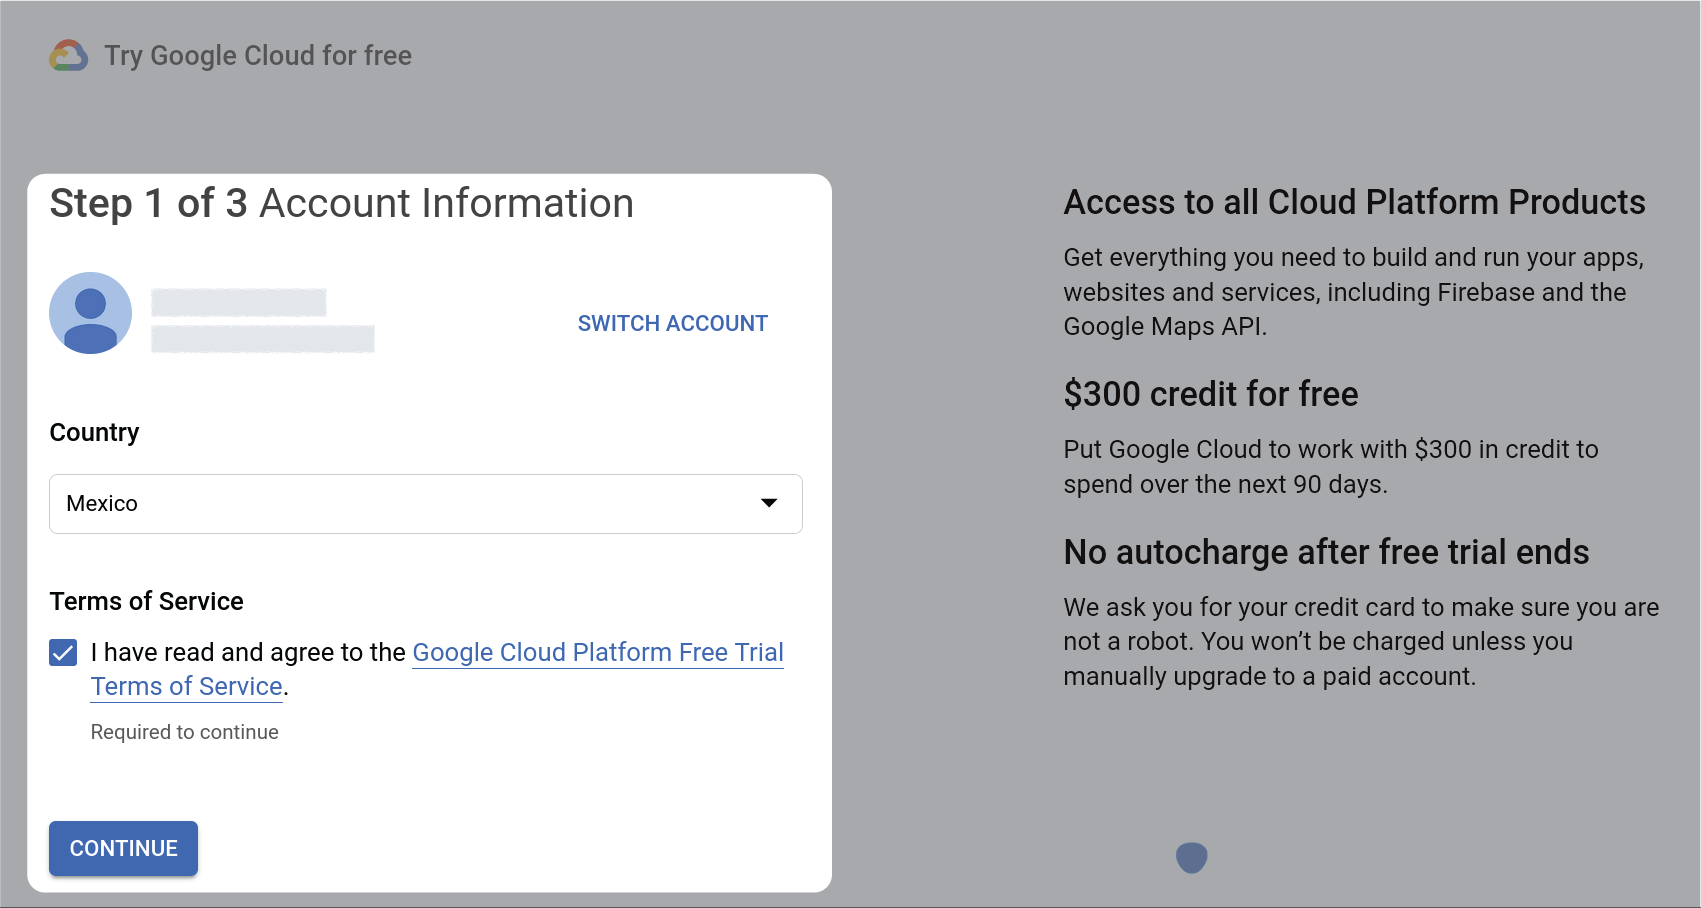 Try Google Cloud for free
Step 1 of 3 Account Information
SWITCH ACCOUNT
Country
Mexico
Terms of Service
I have read and agree to the Google Cloud Platform Free Trial
Terms of Service.
Required to continue
CONTINUE
Access to all Cloud Platform Products
Get everything you need to build and run your apps,
websites and services, including Firebase and the
Google Maps API.
$300 credit for free
Put Google Cloud to work with $300 in credit to
spend over the next 90 days.
No autocharge after free trial ends
We ask you for your credit card to make sure you are
not a robot. You won’t be charged unless you
manually upgrade to a paid account.